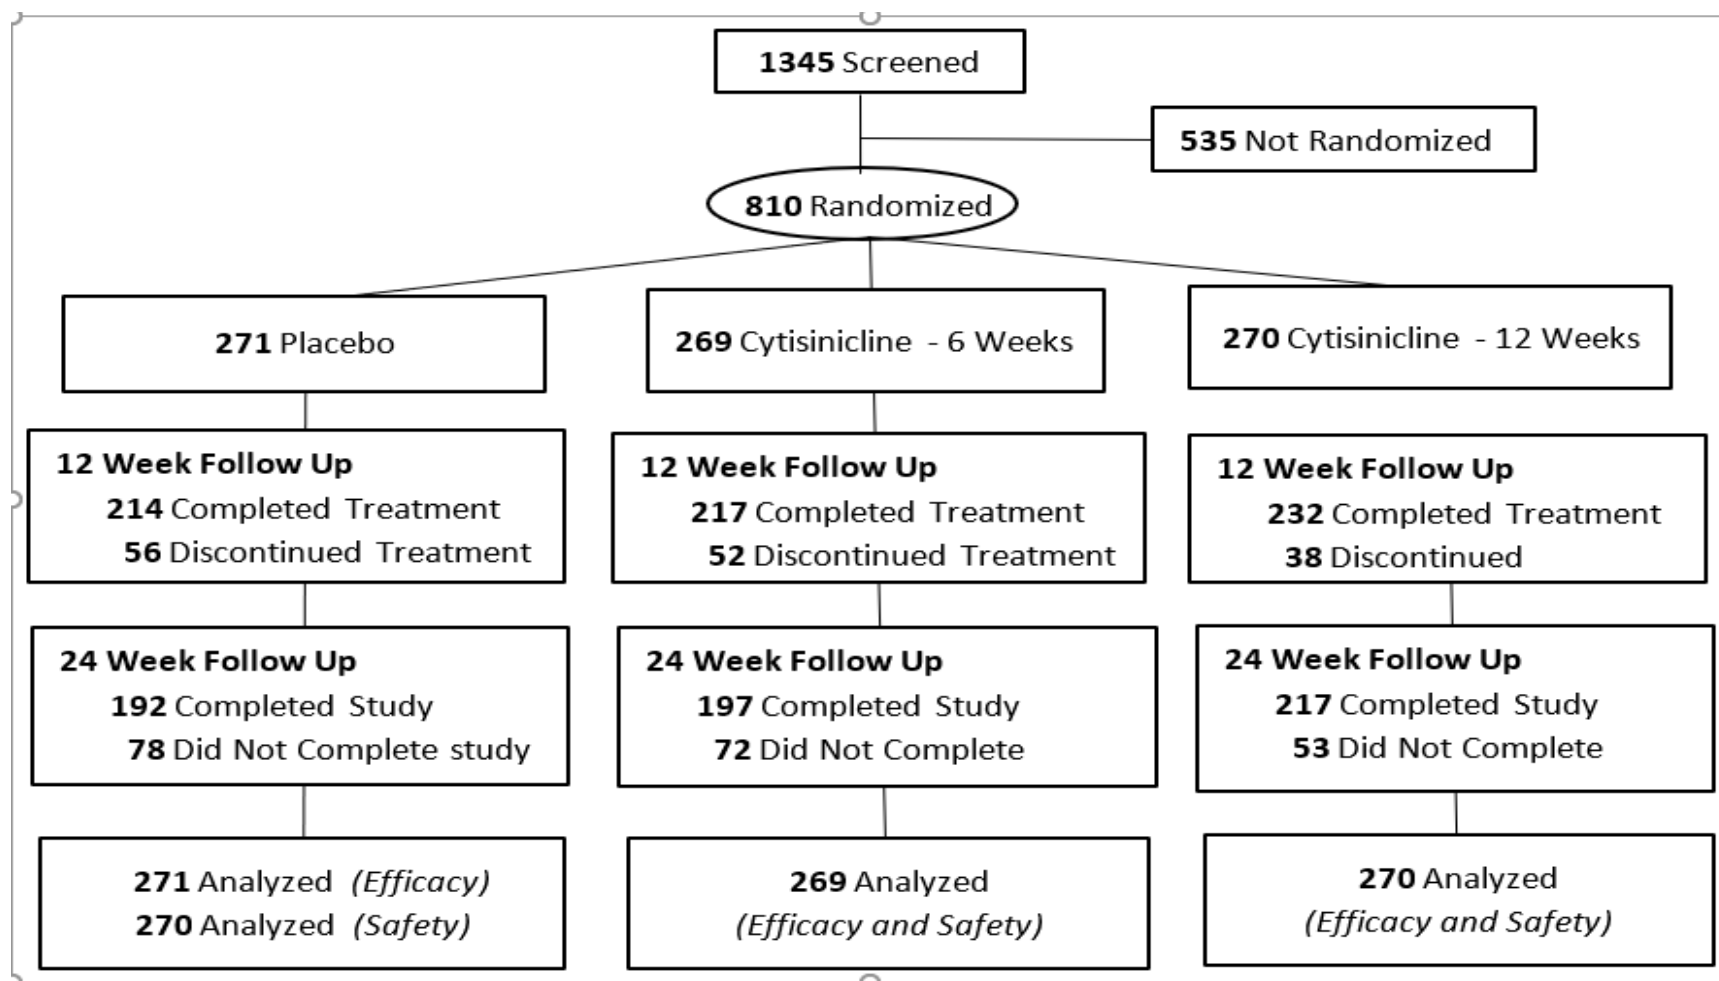 1345 Screened
535 Not Randomized
810 Randomized
271 Placebo
269 Cytisinicline - 6 Weeks
270 Cytisinicline - 12 Weeks
12 Week Follow Up
214 Completed Treatment
56 Discontinued Treatment
12 Week Follow Up
217 Completed Treatment
52 Discontinued Treatment
12 Week Follow Up
232 Completed Treatment
38 Discontinued
24 Week Follow Up
192 Completed Study
78 Did Not Complete study
24 Week Follow Up
197 Completed Study
72 Did Not Complete
24 Week Follow Up
217 Completed Study
53 Did Not Complete
271 Analyzed (Efficacy)
270 Analyzed (Safety)
269 Analyzed
(Efficacy and Safety)
270 Analyzed
(Efficacy and Safety)